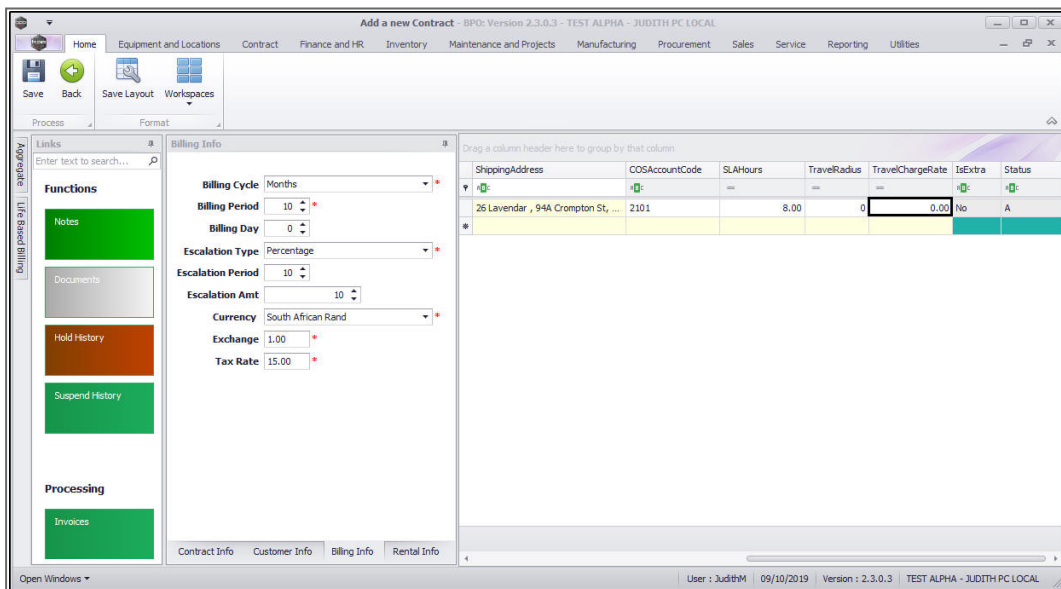 Add a new Contract - BPO: Version 2.3.0.3 - TEST ALPHA - JUDITH PC LOCAL
Home Equipment and Locations Contract Finance and HR Inventory Maintenance and Projects Manufacturing Procurement Sales Service Reporting Utilities
Save Back Save Layout Workspaces
Process Format
Aggregate
Life Based Billing
Links
Enter text to search...
Functions
Notes
Documents
Hold History
Suspend History
Processing
Invoices
Billing Info
Billing Cycle Months *
Billing Period 10 *
Billing Day 0
Escalation Type Percentage *
Escalation Period 10
Escalation Amt 10
Currency South African Rand *
Exchange 1.00 *
Tax Rate 15.00 *
Contract Info Customer Info Billing Info Rental Info
Drag a column header here to group by that column
ShippingAddress COSAccountCode SLAHours TravelRadius TravelChargeRate IsExtra Status
26 Lavendar , 94A Crompton St, ... 2101 8.00 0 0.00 No A
Open Windows
User : JudithM 09/10/2019 Version : 2.3.0.3 TEST ALPHA - JUDITH PC LOCAL